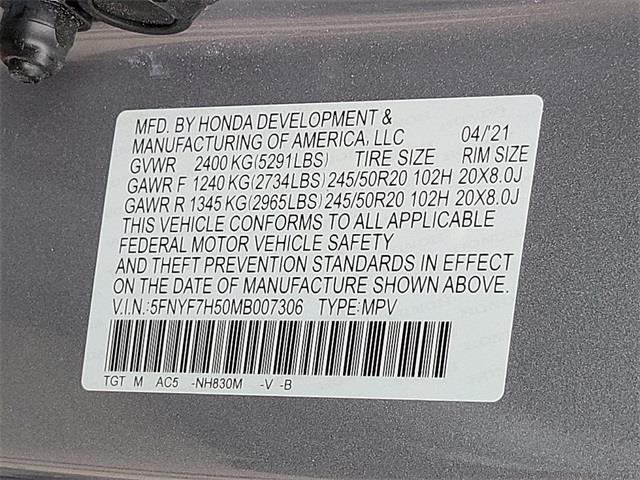 MFD. BY HONDA DEVELOPMENT &
MANUFACTURING OF AMERICA, LLC 04/'21
GVWR 2400 KG(5291LBS) TIRE SIZE RIM SIZE
GAWR F 1240 KG(2734LBS) 245/50R20 102H 20X8.0J
GAWR R 1345 KG(2965LBS) 245/50R20 102H 20X8.0J
THIS VEHICLE CONFORMS TO ALL APPLICABLE
FEDERAL MOTOR VEHICLE SAFETY
AND THEFT PREVENTION STANDARDS IN EFFECT
ON THE DATE OF MANUFACTURE SHOWN ABOVE.
V.I.N.:5FNYF7H50MB007306 TYPE:MPV
TGT M AC5 -NH830M -V -B